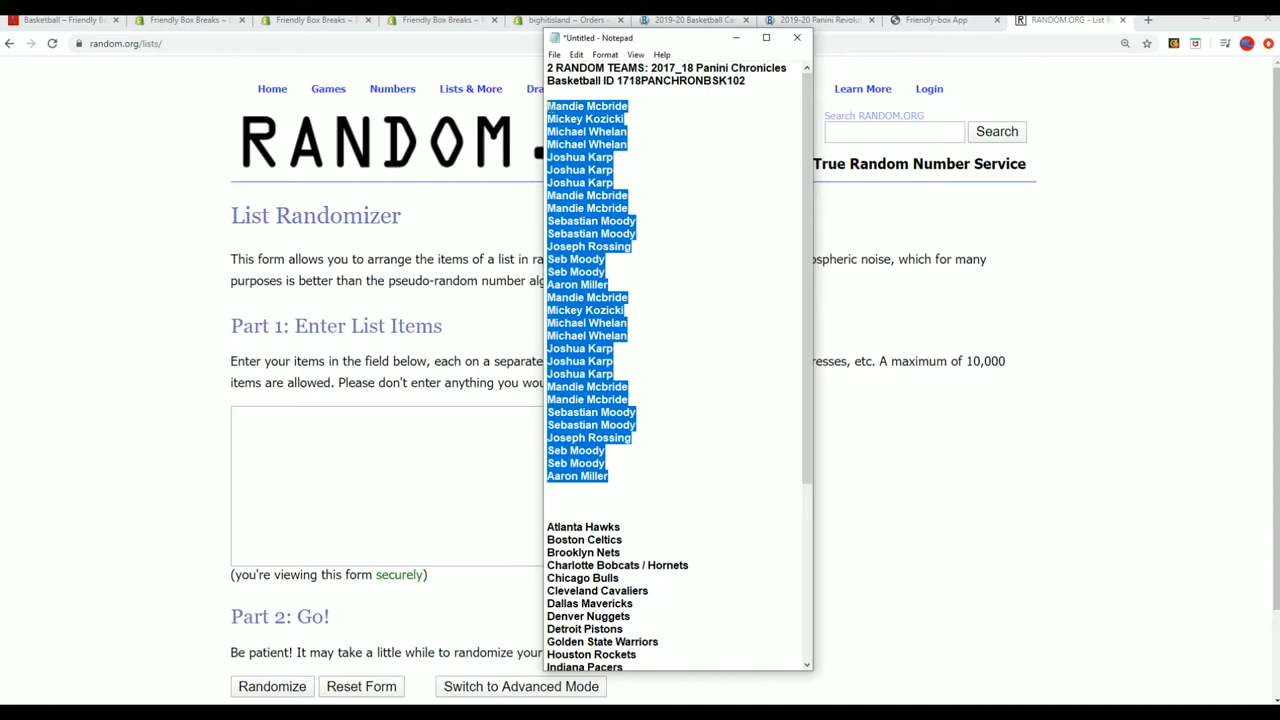 Basketball – Friendly Bo
Friendly Box Breaks ~
Friendly Box Breaks ~
Friendly Box Breaks ~
bighitisland ~ Orders ~
2019-20 Basketball Ca
2019-20 Panini Revolu
Friendly-box App
RANDOM.ORG - List R
random.org/lists/
*Untitled - Notepad
File Edit Format View Help
2 RANDOM TEAMS: 2017_18 Panini Chronicles
Basketball ID 1718PANCHRONBSK102
Mandie Mcbride
Mickey Kozicki
Michael Whelan
Michael Whelan
Joshua Karp
Joshua Karp
Joshua Karp
Mandie Mcbride
Mandie Mcbride
Sebastian Moody
Sebastian Moody
Joseph Rossing
Seb Moody
Seb Moody
Aaron Miller
Mandie Mcbride
Mickey Kozicki
Michael Whelan
Michael Whelan
Joshua Karp
Joshua Karp
Joshua Karp
Mandie Mcbride
Mandie Mcbride
Sebastian Moody
Sebastian Moody
Joseph Rossing
Seb Moody
Seb Moody
Aaron Miller
Atlanta Hawks
Boston Celtics
Brooklyn Nets
Charlotte Bobcats / Hornets
Chicago Bulls
Cleveland Cavaliers
Dallas Mavericks
Denver Nuggets
Detroit Pistons
Golden State Warriors
Houston Rockets
Indiana Pacers
Home Games Numbers Lists & More Dra
Learn More Login
Search RANDOM.ORG
Search
RANDOM.
True Random Number Service
List Randomizer
This form allows you to arrange the items of a list in ra
ospheric noise, which for many
purposes is better than the pseudo-random number alg
Part 1: Enter List Items
Enter your items in the field below, each on a separate
resses, etc. A maximum of 10,000
items are allowed. Please don't enter anything you wou
(you're viewing this form securely)
Part 2: Go!
Be patient! It may take a little while to randomize your
Randomize Reset Form Switch to Advanced Mode